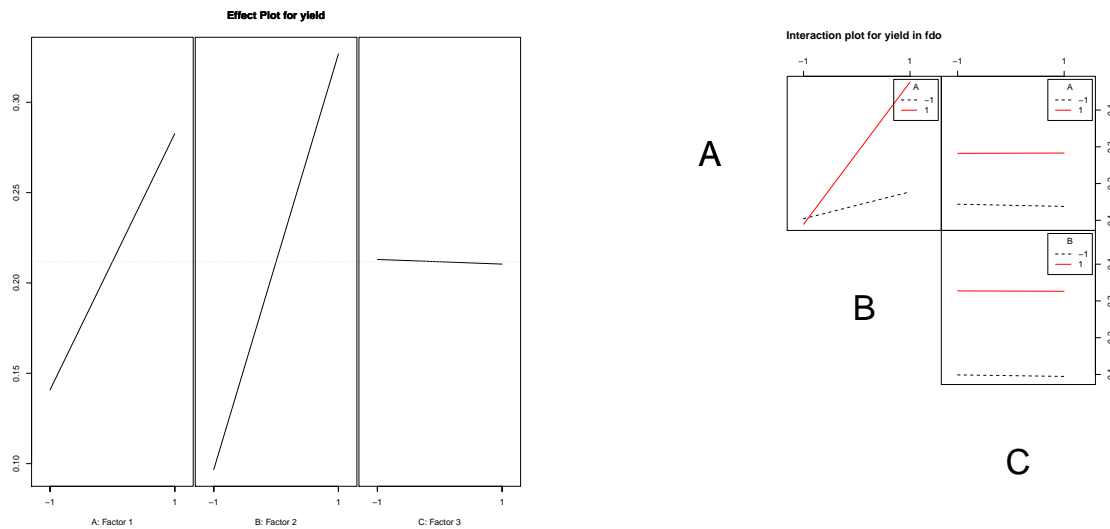 Effect Plot for yield
0.30
0.25
0.20
0.15
0.10
−1 1 −1 1 −1 1
A: Factor 1 B: Factor 2 C: Factor 3
Interaction plot for yield in fdo
−1 1 −1 1
A
−1
1
A
−1
1
A
B
−1
1
B
C